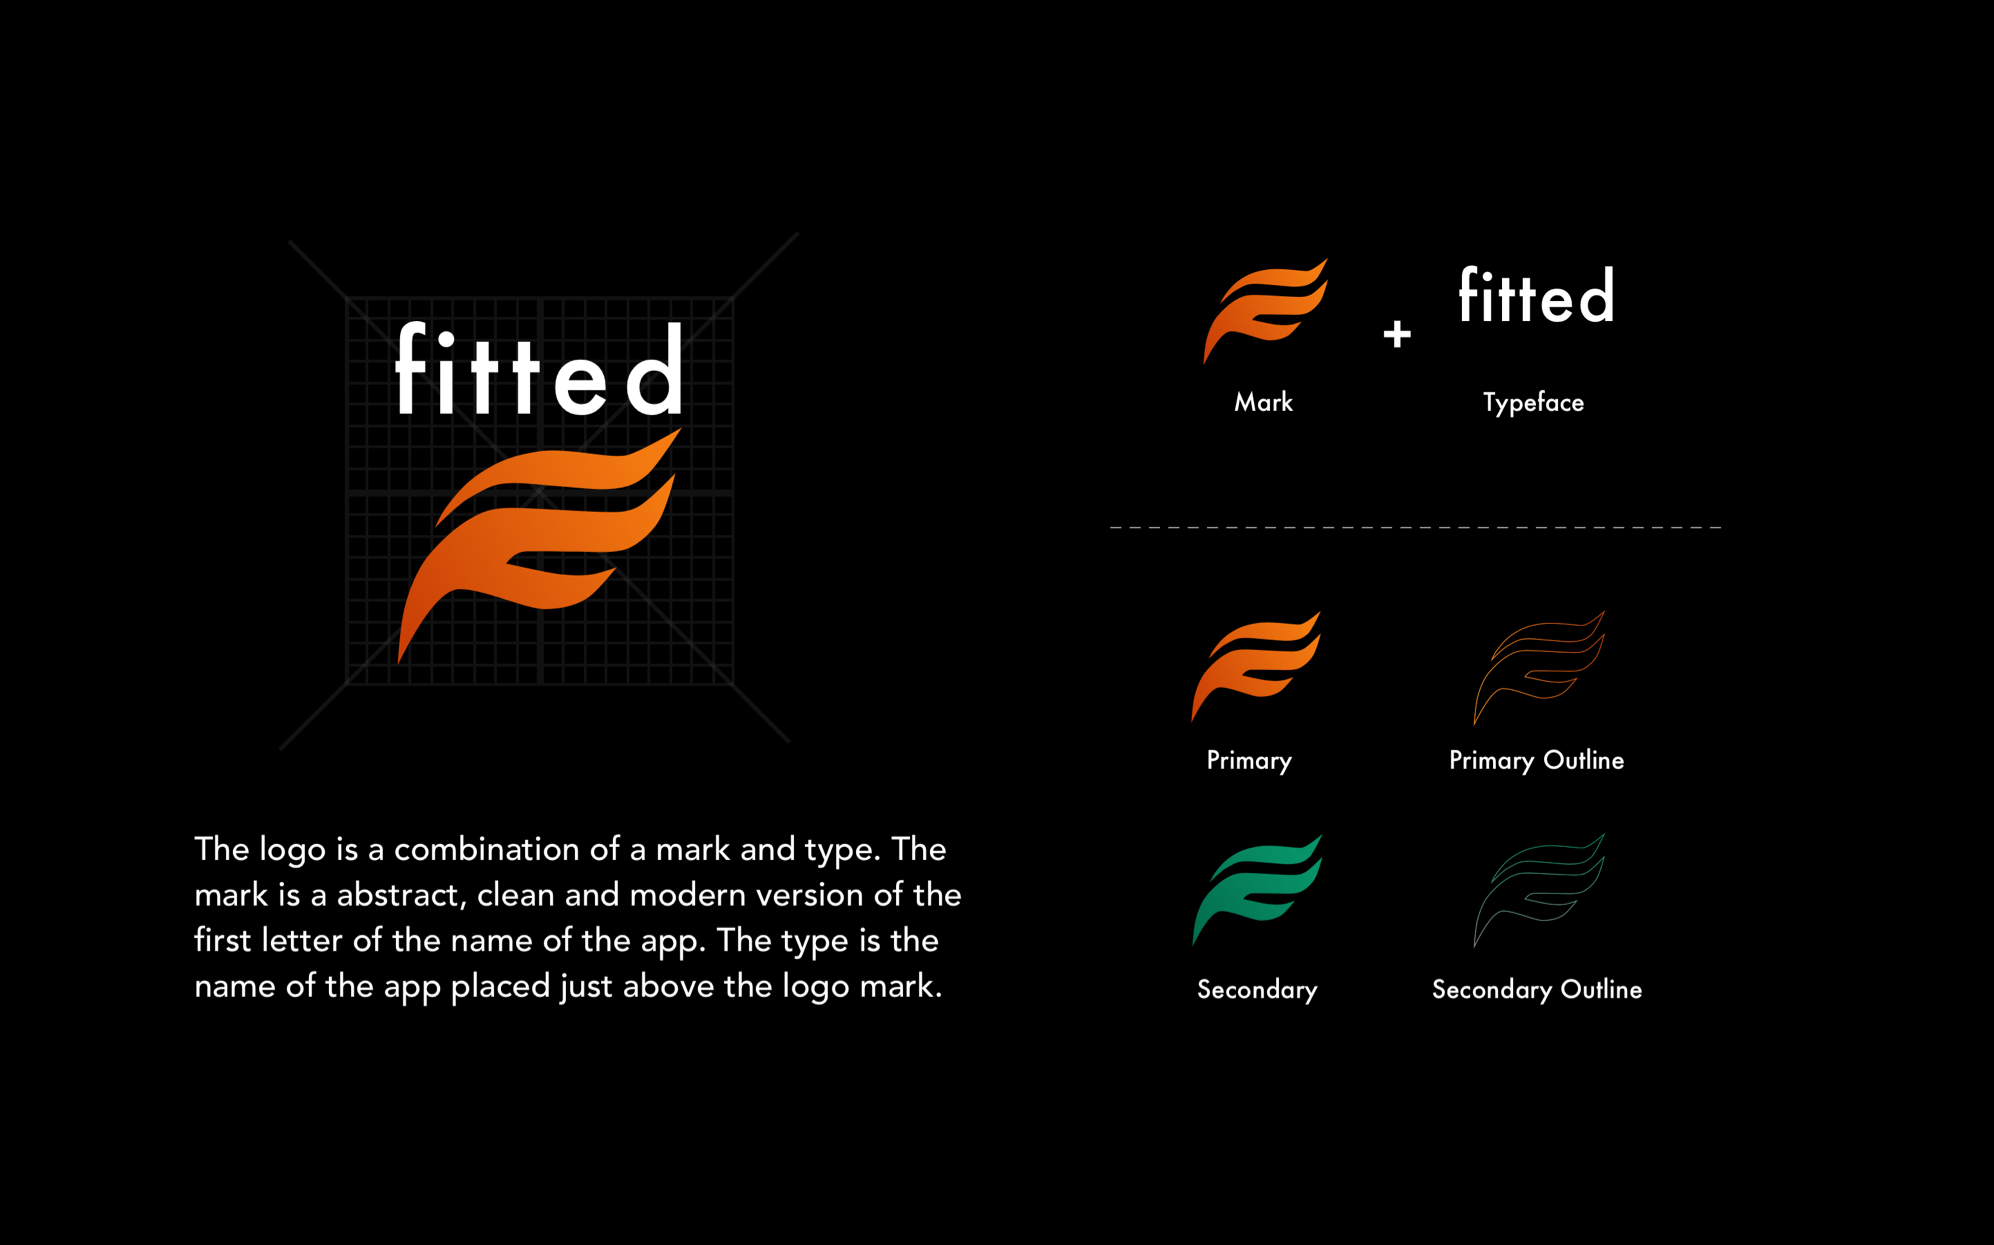 fitted
The logo is a combination of a mark and type. The
mark is a abstract, clean and modern version of the
first letter of the name of the app. The type is the
name of the app placed just above the logo mark.
+
fitted
Mark
Typeface
Primary
Primary Outline
Secondary
Secondary Outline